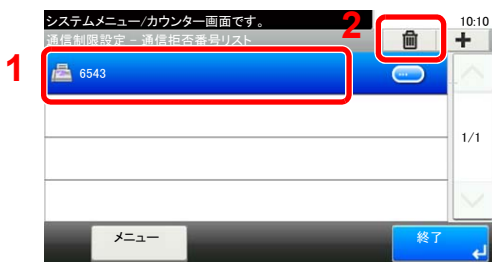 システムメニュー/カウンター画面です。
2
10:10
通信制限設定 - 通信拒否番号リスト
1
6543
1/1
メニュー
終了